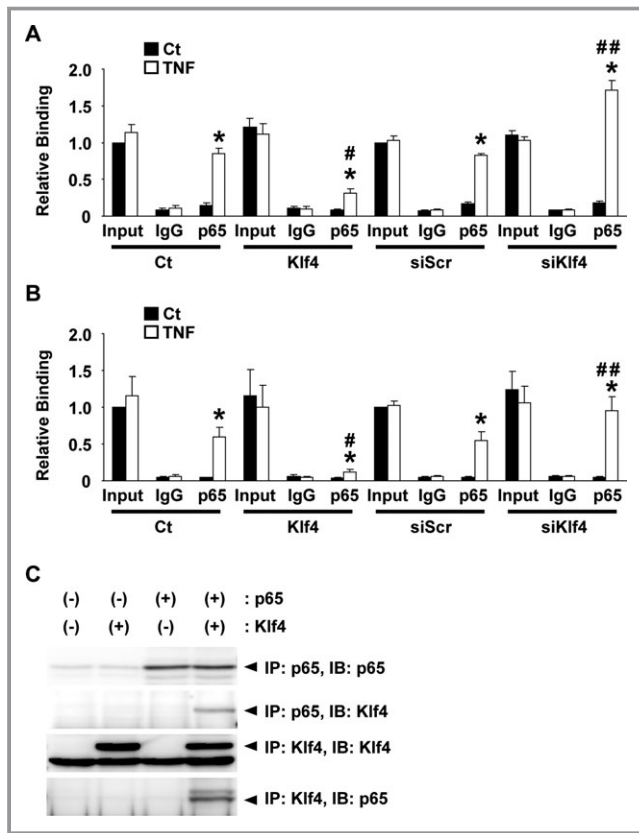 A
Ct
TNF
Relative Binding
2.0
1.5
1.0
0.5
0
Input IgG p65 Input IgG p65 Input IgG p65 Input IgG p65
Ct Klf4 siScr siKlf4
* # * * ## *
B
Ct
TNF
Relative Binding
2.0
1.5
1.0
0.5
0
Input IgG p65 Input IgG p65 Input IgG p65 Input IgG p65
Ct Klf4 siScr siKlf4
* # * * ## *
C
(-) (-) (+) (+) : p65
(-) (+) (-) (+) : Klf4
IP: p65, IB: p65
IP: p65, IB: Klf4
IP: Klf4, IB: Klf4
IP: Klf4, IB: p65